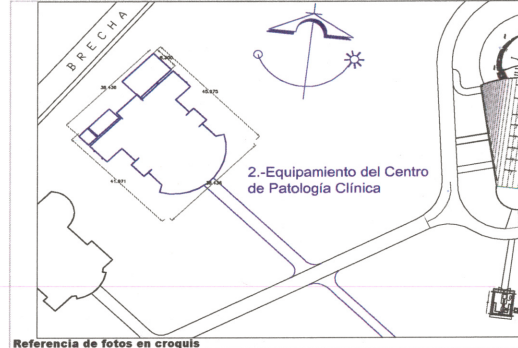 BRECHA
2.-Equipamiento del Centro
de Patología Clínica
Referencia de fotos en croquis